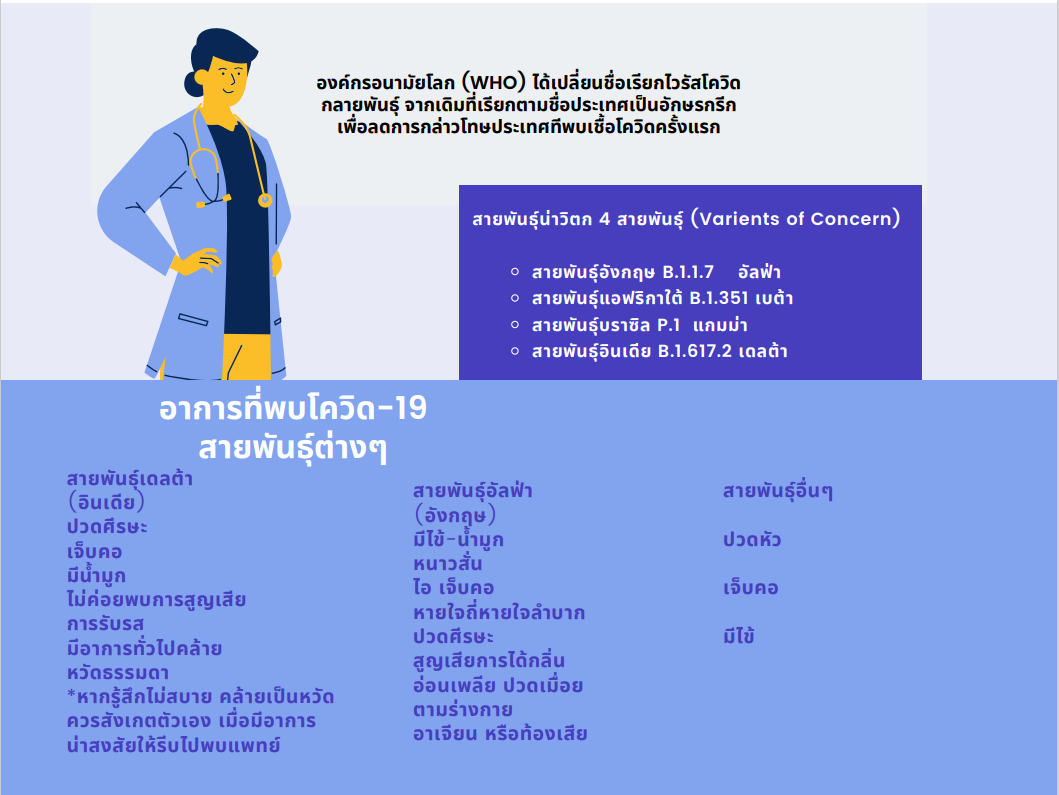 องค์กรอนามัยโลก (WHO) ได้เปลี่ยนชื่อเรียกไวรัสโควิด
กลายพันธุ์ จากเดิมที่เรียกตามชื่อประเทศเป็นอักษรกรีก
เพื่อลดการกล่าวโทษประเทศที่พบเชื้อโควิดครั้งแรก
สายพันธุ์น่าวิตก 4 สายพันธุ์ (Varients of Concern)
สายพันธุ์อังกฤษ B.1.1.7 อัลฟ่า
สายพันธุ์แอฟริกาใต้ B.1.351 เบต้า
สายพันธุ์บราซิล P.1 แกมม่า
สายพันธุ์อินเดีย B.1.617.2 เดลต้า
อาการที่พบโควิด-19
สายพันธุ์ต่างๆ
สายพันธุ์เดลต้า
(อินเดีย)
ปวดศีรษะ
เจ็บคอ
มีน้ำมูก
ไม่ค่อยพบการสูญเสีย
การรับรส
มีอาการทั่วไปคล้าย
หวัดธรรมดา
*หากรู้สึกไม่สบาย คล้ายเป็นหวัด
ควรสังเกตตัวเอง เมื่อมีอาการ
น่าสงสัยให้รีบไปพบแพทย์
สายพันธุ์อัลฟ่า
(อังกฤษ)
มีไข้-น้ำมูก
หนาวสั่น
ไอ เจ็บคอ
หายใจถี่หายใจลำบาก
ปวดศีรษะ
สูญเสียการได้กลิ่น
อ่อนเพลีย ปวดเมื่อย
ตามร่างกาย
อาเจียน หรือท้องเสีย
สายพันธุ์อื่นๆ
ปวดหัว
เจ็บคอ
มีไข้